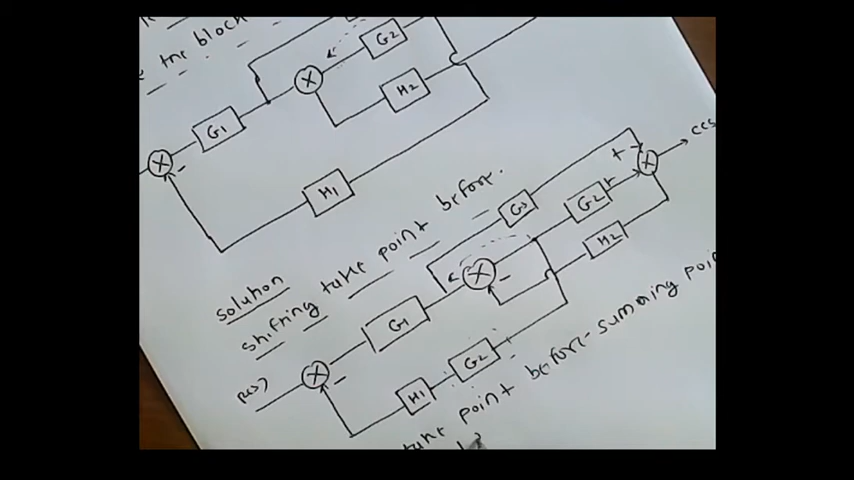 the block
G2
H2
G1
H1
-
solution
shifting take point before.
G3
+
C(S)
G2
+
H2
-
G1
R(S)
-
G2
H1
take point before summing point